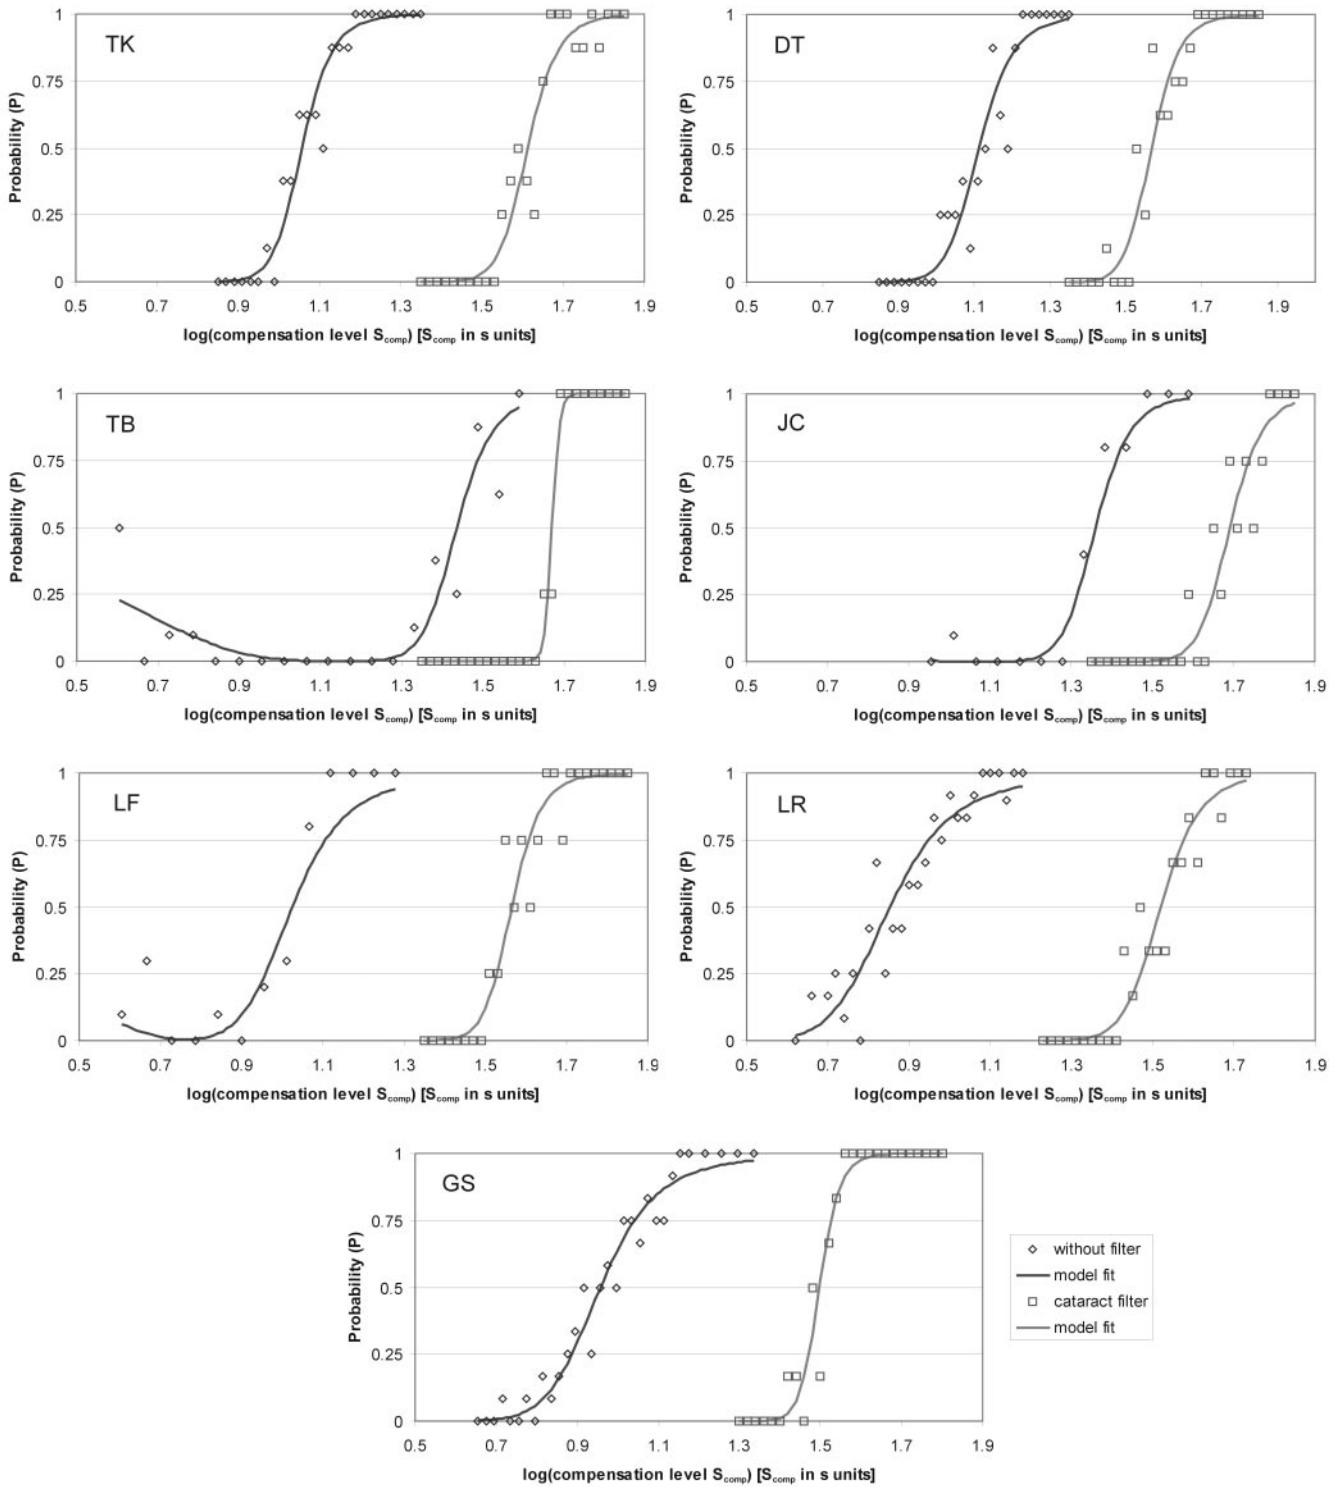 TK
Probability (P)
1
0.75
0.5
0.25
0
0.5 0.7 0.9 1.1 1.3 1.5 1.7 1.9
log(compensation level Scomp) [Scomp in s units]
DT
Probability (P)
1
0.75
0.5
0.25
0
0.5 0.7 0.9 1.1 1.3 1.5 1.7 1.9
log(compensation level Scomp) [Scomp in s units]
TB
Probability (P)
1
0.75
0.5
0.25
0
0.5 0.7 0.9 1.1 1.3 1.5 1.7 1.9
log(compensation level Scomp) [Scomp in s units]
JC
Probability (P)
1
0.75
0.5
0.25
0
0.5 0.7 0.9 1.1 1.3 1.5 1.7 1.9
log(compensation level Scomp) [Scomp in s units]
LF
Probability (P)
1
0.75
0.5
0.25
0
0.5 0.7 0.9 1.1 1.3 1.5 1.7 1.9
log(compensation level Scomp) [Scomp in s units]
LR
Probability (P)
1
0.75
0.5
0.25
0
0.5 0.7 0.9 1.1 1.3 1.5 1.7 1.9
log(compensation level Scomp) [Scomp in s units]
GS
Probability (P)
1
0.75
0.5
0.25
0
0.5 0.7 0.9 1.1 1.3 1.5 1.7 1.9
log(compensation level Scomp) [Scomp in s units]
without filter
model fit
cataract filter
model fit